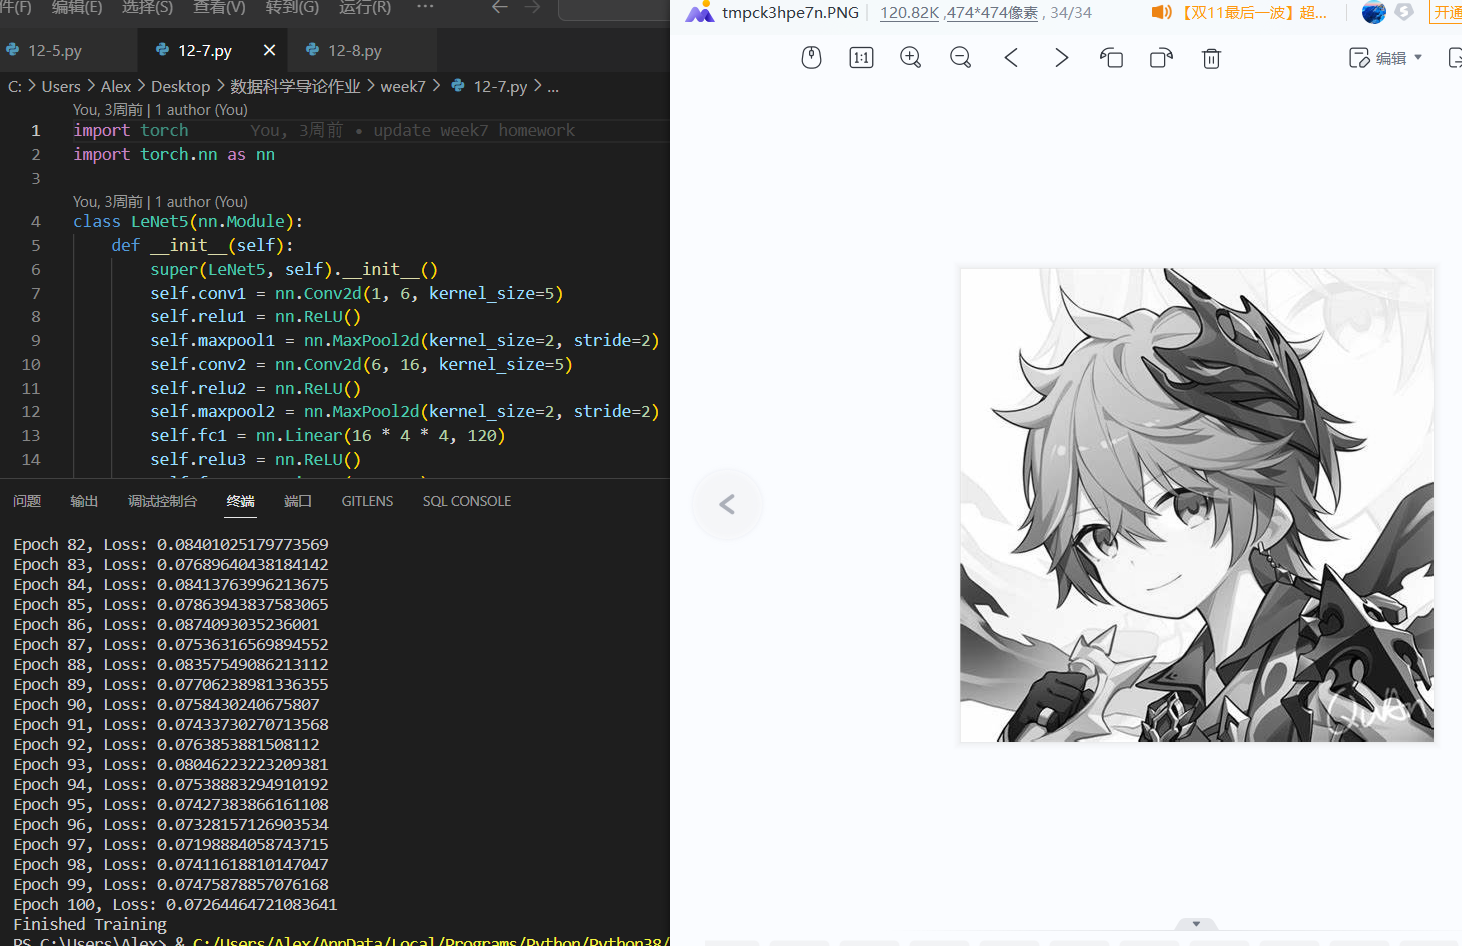 件(F) 编辑(E) 选择(S) 查看(V) 转到(G) 运行(R) ···
12-5.py 12-7.py 12-8.py
C: > Users > Alex > Desktop > 数据科学导论作业 > week7 > 12-7.py > ...
You, 3周前 | 1 author (You)
1 import torch You, 3周前 • update week7 homework
2 import torch.nn as nn
3
You, 3周前 | 1 author (You)
4 class LeNet5(nn.Module):
5 def __init__(self):
6 super(LeNet5, self).__init__()
7 self.conv1 = nn.Conv2d(1, 6, kernel_size=5)
8 self.relu1 = nn.ReLU()
9 self.maxpool1 = nn.MaxPool2d(kernel_size=2, stride=2)
10 self.conv2 = nn.Conv2d(6, 16, kernel_size=5)
11 self.relu2 = nn.ReLU()
12 self.maxpool2 = nn.MaxPool2d(kernel_size=2, stride=2)
13 self.fc1 = nn.Linear(16 * 4 * 4, 120)
14 self.relu3 = nn.ReLU()
问题 输出 调试控制台 终端 端口 GITLENS SQL CONSOLE
Epoch 82, Loss: 0.08401025179773569
Epoch 83, Loss: 0.07689640438184142
Epoch 84, Loss: 0.08413763996213675
Epoch 85, Loss: 0.07863943837583065
Epoch 86, Loss: 0.0874093035236001
Epoch 87, Loss: 0.07536316569894552
Epoch 88, Loss: 0.08357549086213112
Epoch 89, Loss: 0.07706238981336355
Epoch 90, Loss: 0.0758430240675807
Epoch 91, Loss: 0.07433730270713568
Epoch 92, Loss: 0.0763853881508112
Epoch 93, Loss: 0.08046223223209381
Epoch 94, Loss: 0.07538883294910192
Epoch 95, Loss: 0.07427383866161108
Epoch 96, Loss: 0.07328157126903534
Epoch 97, Loss: 0.07198884058743715
Epoch 98, Loss: 0.07411618810147047
Epoch 99, Loss: 0.07475878857076168
Epoch 100, Loss: 0.07264464721083641
Finished Training
PS C:\Users\Alex> & C:/Users/Alex/AppData/Local/Programs/Python/Python38/
tmpck3hpe7n.PNG 120.82K ,474*474像素 , 34/34 【双11最后一波】超... 开通
1:1 编辑